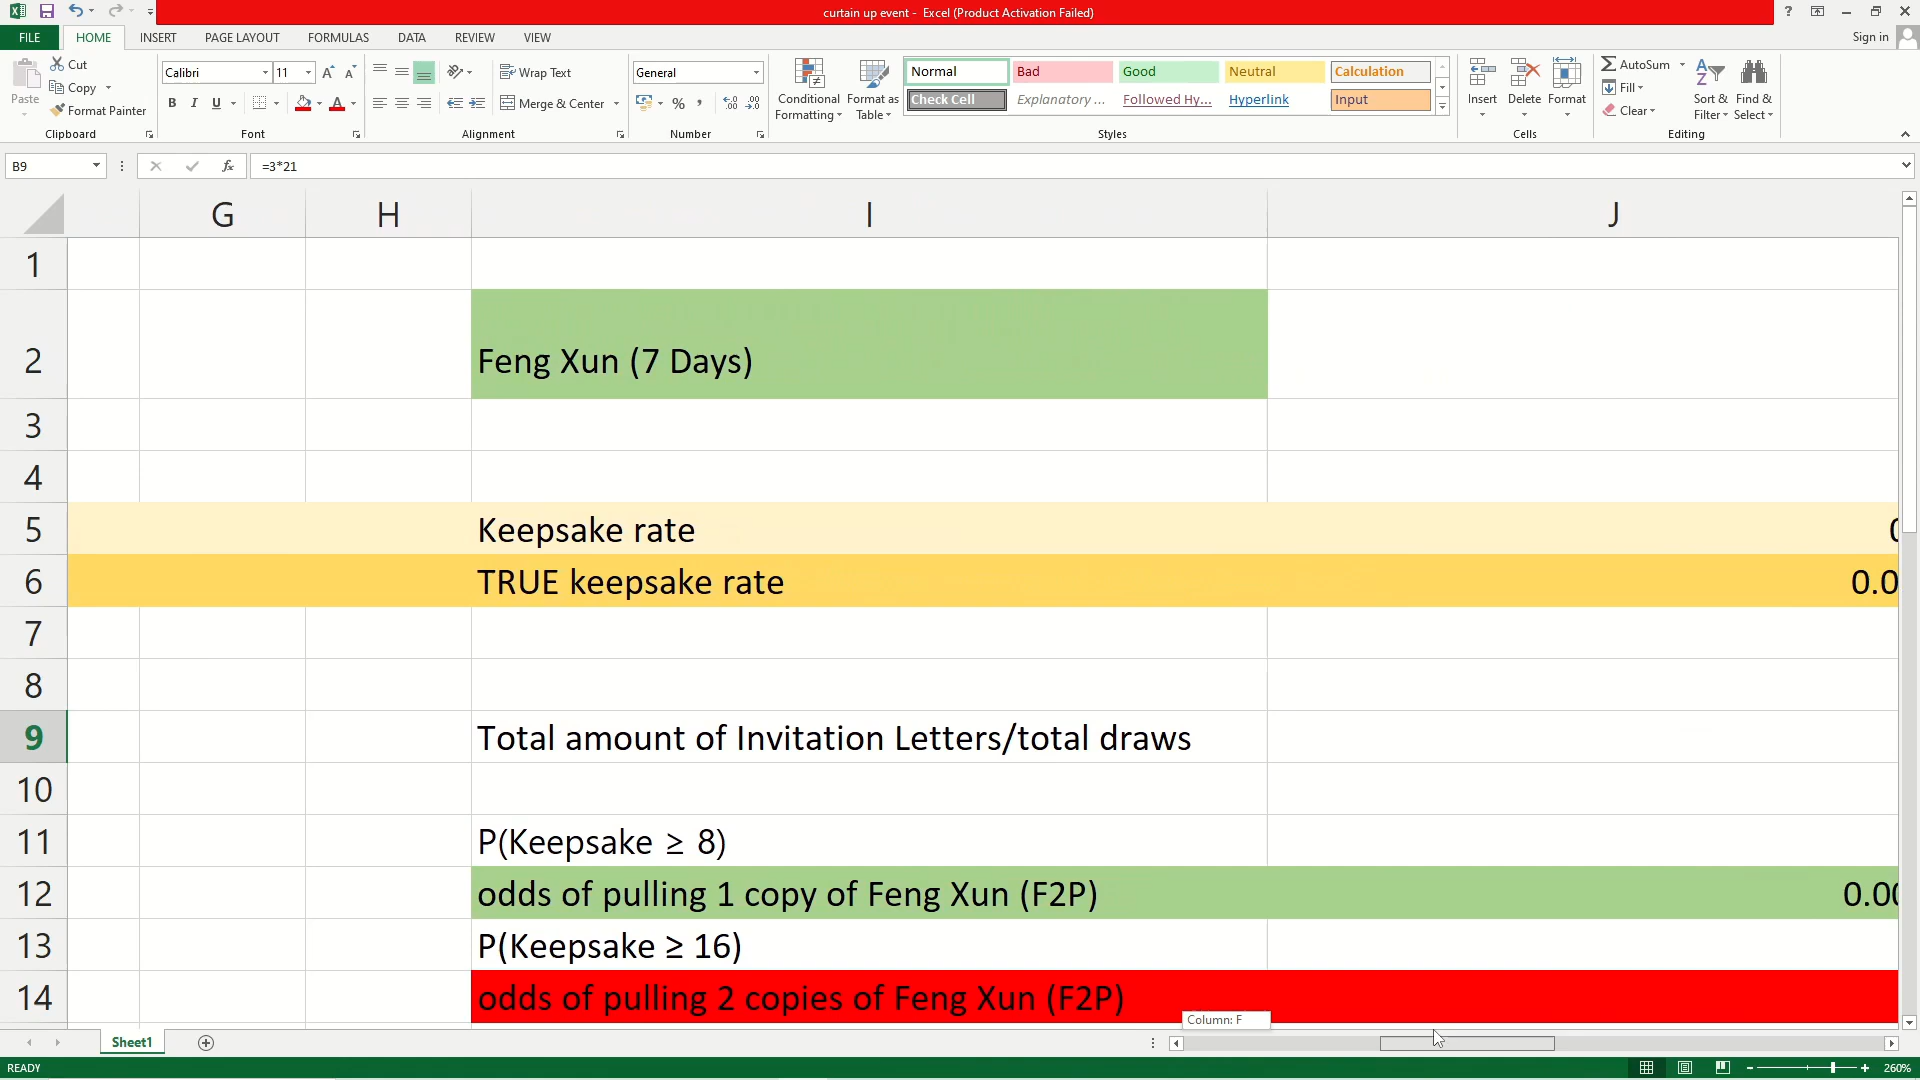 curtain up event - Excel (Product Activation Failed)
FILE HOME INSERT PAGE LAYOUT FORMULAS DATA REVIEW VIEW
Sign in
Paste
Cut
Copy
Format Painter
Clipboard
Calibri 11
B I U
Font
Wrap Text
Merge & Center
Alignment
General
%
Number
Conditional Formatting
Format as Table
Normal Bad Good Neutral Calculation
Check Cell Explanatory ... Followed Hy... Hyperlink Input
Styles
Insert Delete Format
Cells
AutoSum
Fill
Clear
Sort & Filter
Find & Select
Editing
B9
=3*21
G H I J
1
2 Feng Xun (7 Days)
3
4
5 Keepsake rate
6 TRUE keepsake rate 0.0
7
8
9 Total amount of Invitation Letters/total draws
10
11 P(Keepsake ≥ 8)
12 odds of pulling 1 copy of Feng Xun (F2P) 0.00
13 P(Keepsake ≥ 16)
14 odds of pulling 2 copies of Feng Xun (F2P)
Column: F
Sheet1
READY
260%